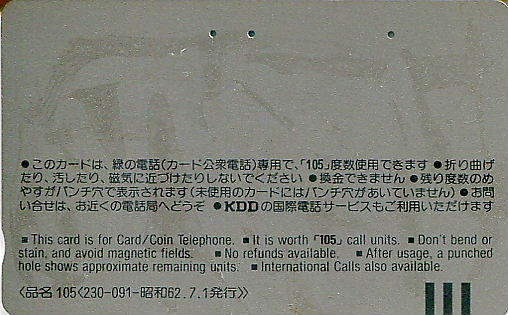 ●このカードは、緑の電話(カード公衆電話)専用で、「105」度数使用できます ●折り曲げ
たり、汚したり、磁気に近づけたりしないでください ●換金できません ●残り度数のめ
やすがパンチ穴で表示されます(未使用のカードにはパンチ穴があいていません) ●お問
い合せは、お近くの電話局へどうぞ ●KDDの国際電話サービスもご利用いただけます
■ This card is for Card/Coin Telephone. ■ It is worth「105」call units. ■ Don't bend or
stain, and avoid magnetic fields. ■ No refunds available. ■ After usage, a punched
hole shows approximate remaining units. ■ International Calls also available.
〈品名 105〈230-091-昭和62.7.1発行〉〉